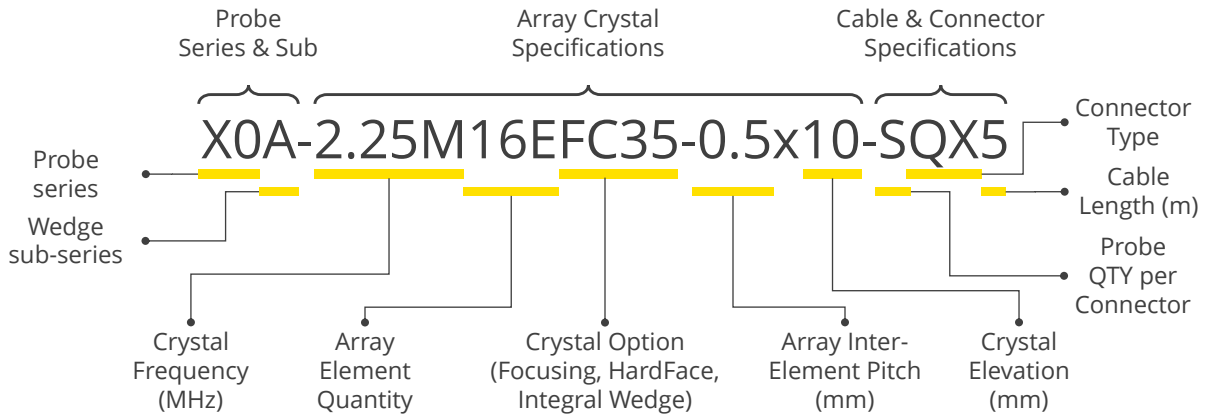 Probe
Series & Sub
Array Crystal
Specifications
Cable & Connector
Specifications
X0A-2.25M16EFC35-0.5x10-SQX5
Connector
Type
Probe
series
Cable
Length (m)
Wedge
sub-series
Probe
QTY per
Connector
Crystal
Frequency
(MHz)
Array
Element
Quantity
Crystal Option
(Focusing, HardFace,
Integral Wedge)
Array Inter-
Element Pitch
(mm)
Crystal
Elevation
(mm)